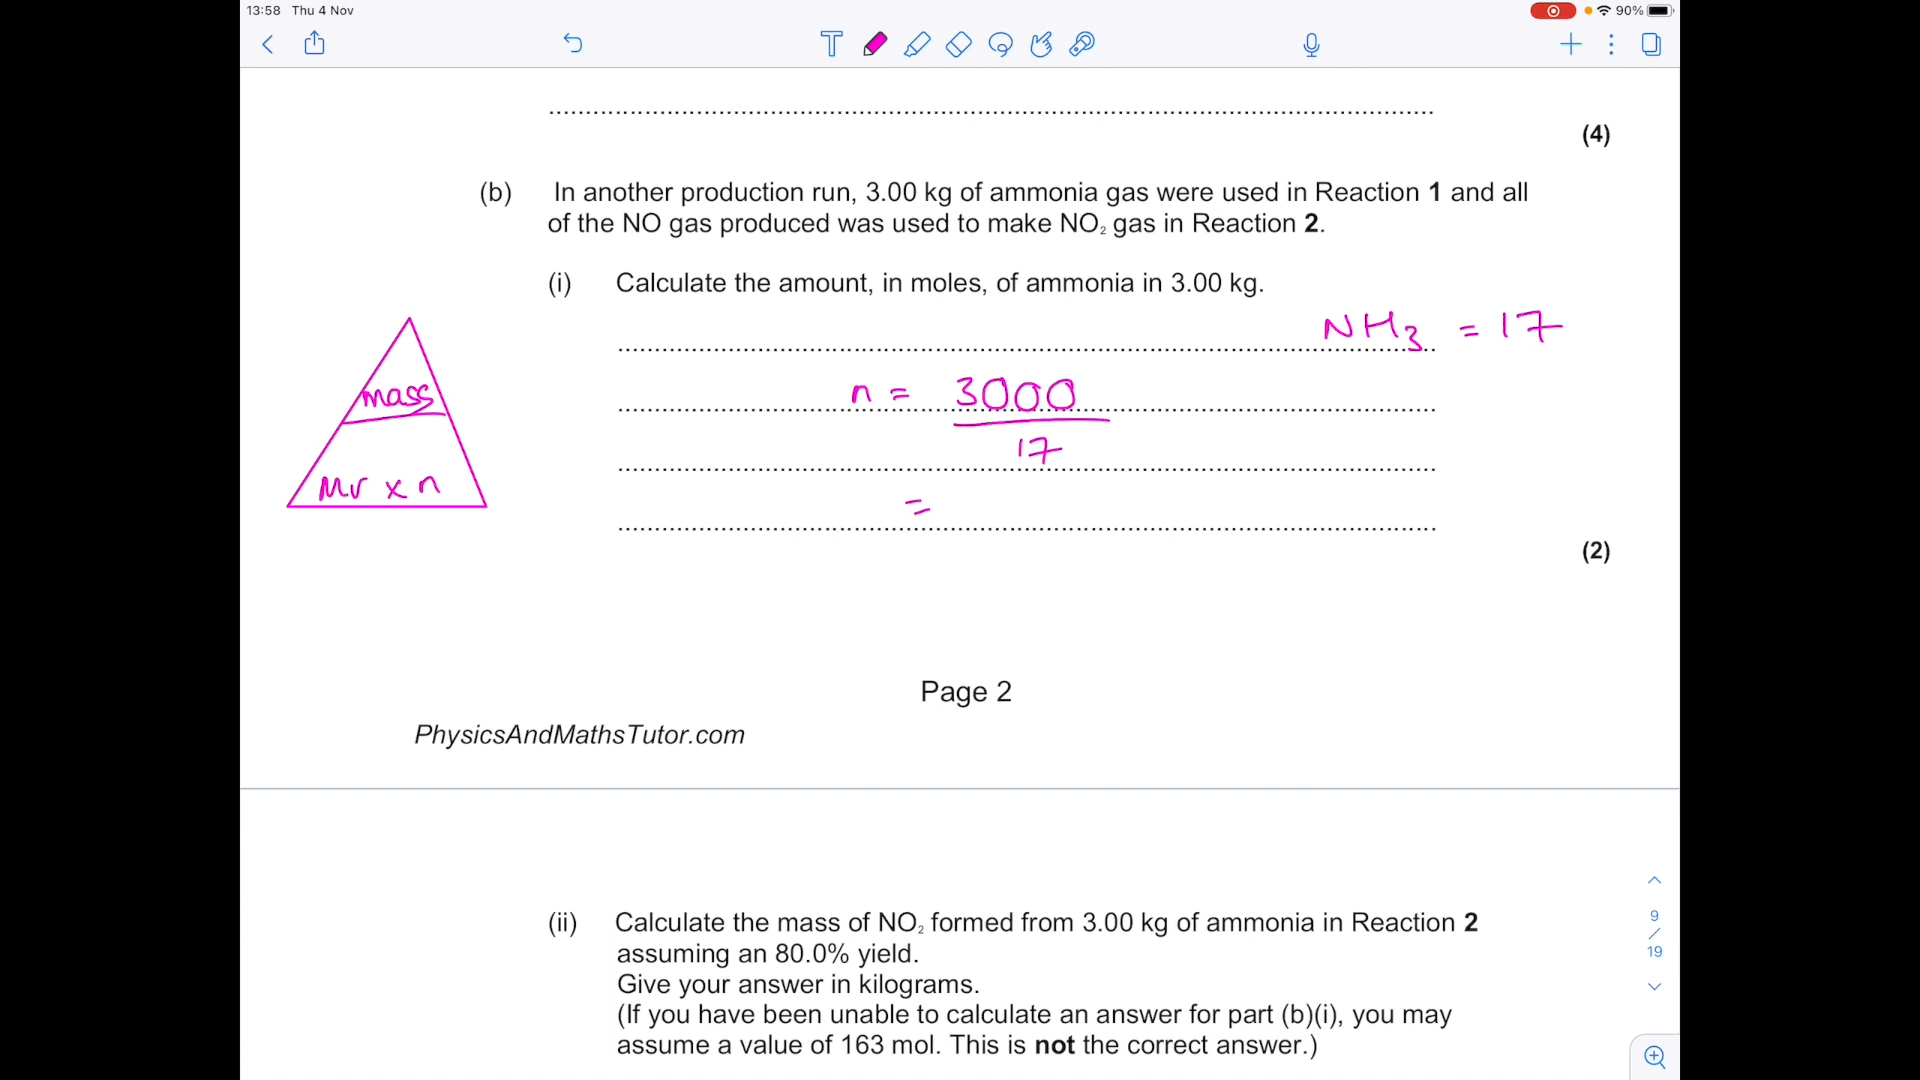 13:58 Thu 4 Nov
90%
(4)
(b) In another production run, 3.00 kg of ammonia gas were used in Reaction 1 and all
of the NO gas produced was used to make NO₂ gas in Reaction 2.
(i) Calculate the amount, in moles, of ammonia in 3.00 kg.
NH₃ = 17
mass
n = 3000
17
Mr x n
=
(2)
Page 2
PhysicsAndMathsTutor.com
(ii) Calculate the mass of NO₂ formed from 3.00 kg of ammonia in Reaction 2
assuming an 80.0% yield.
Give your answer in kilograms.
(If you have been unable to calculate an answer for part (b)(i), you may
assume a value of 163 mol. This is not the correct answer.)
9
/
19